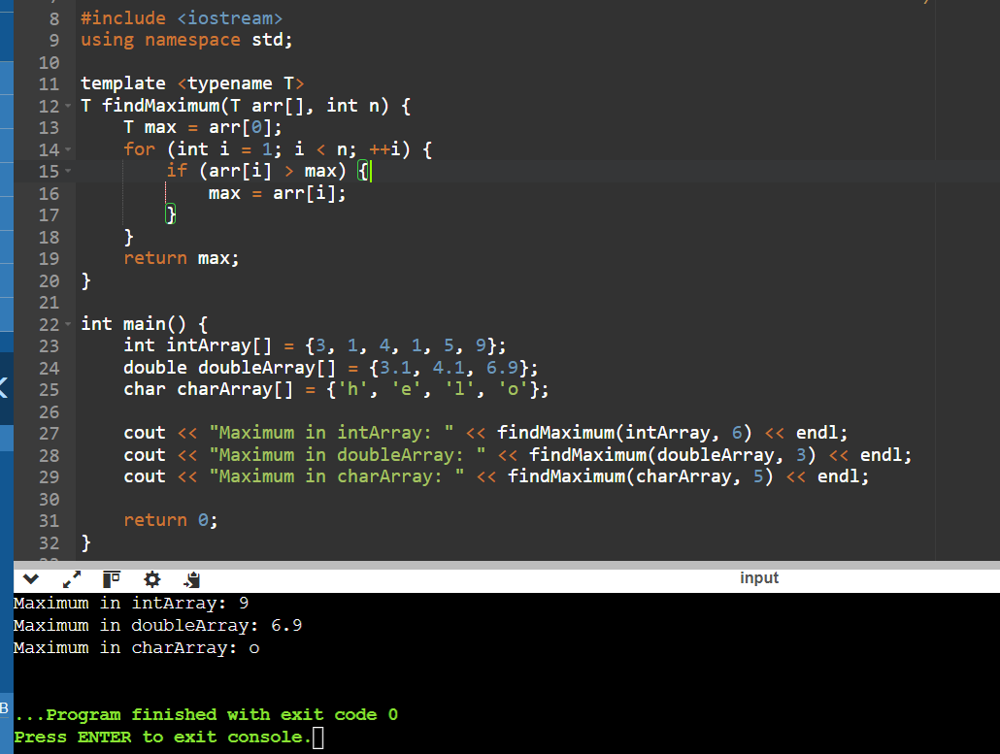 8 #include <iostream>
9 using namespace std;
10
11 template <typename T>
12 T findMaximum(T arr[], int n) {
13     T max = arr[0];
14     for (int i = 1; i < n; ++i) {
15         if (arr[i] > max) {
16             max = arr[i];
17         }
18     }
19     return max;
20 }
21
22 int main() {
23     int intArray[] = {3, 1, 4, 1, 5, 9};
24     double doubleArray[] = {3.1, 4.1, 6.9};
25     char charArray[] = {'h', 'e', 'l', 'o'};
26
27     cout << "Maximum in intArray: " << findMaximum(intArray, 6) << endl;
28     cout << "Maximum in doubleArray: " << findMaximum(doubleArray, 3) << endl;
29     cout << "Maximum in charArray: " << findMaximum(charArray, 5) << endl;
30
31     return 0;
32 }
input
Maximum in intArray: 9
Maximum in doubleArray: 6.9
Maximum in charArray: o
B
...Program finished with exit code 0
Press ENTER to exit console.